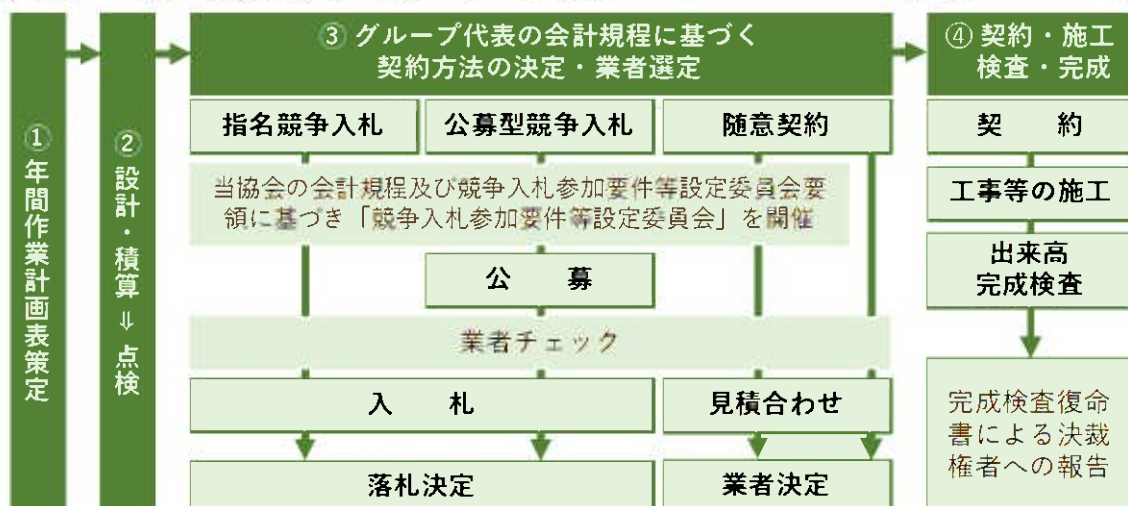 ① 年間作業計画表策定
② 設計・積算 ⇓ 点検
③ グループ代表の会計規程に基づく
契約方法の決定・業者選定
指名競争入札
公募型競争入札
随意契約
当協会の会計規程及び競争入札参加要件等設定委員会要
領に基づき「競争入札参加要件等設定委員会」を開催
公 募
業者チェック
入 札
見積合わせ
落札決定
業者決定
④ 契約・施工
検査・完成
契 約
工事等の施工
出来高
完成検査
完成検査復命
書による決裁
権者への報告